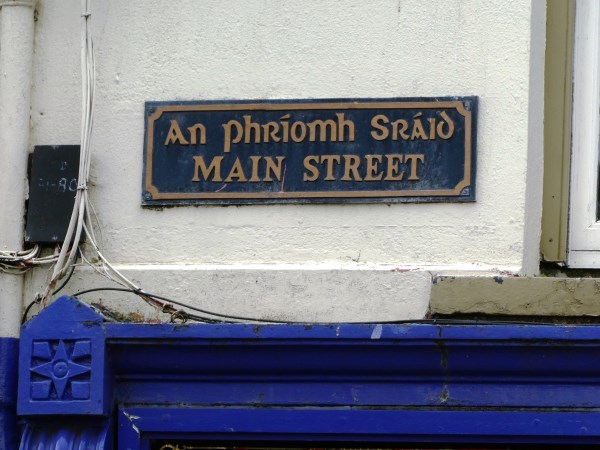 An Phríomh Sráid
MAIN STREET